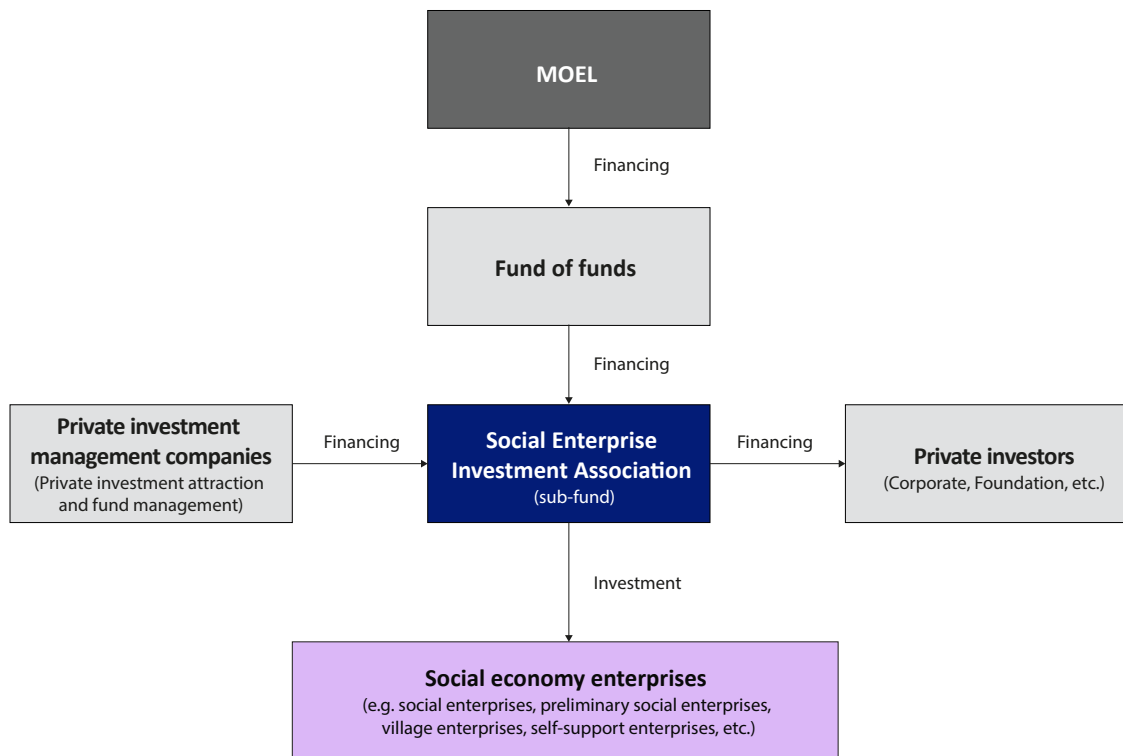 MOEL
Financing
Fund of funds
Financing
Private investment
management companies
(Private investment attraction
and fund management)
Financing
Social Enterprise
Investment Association
(sub-fund)
Financing
Private investors
(Corporate, Foundation, etc.)
Investment
Social economy enterprises
(e.g. social enterprises, preliminary social enterprises,
village enterprises, self-support enterprises, etc.)